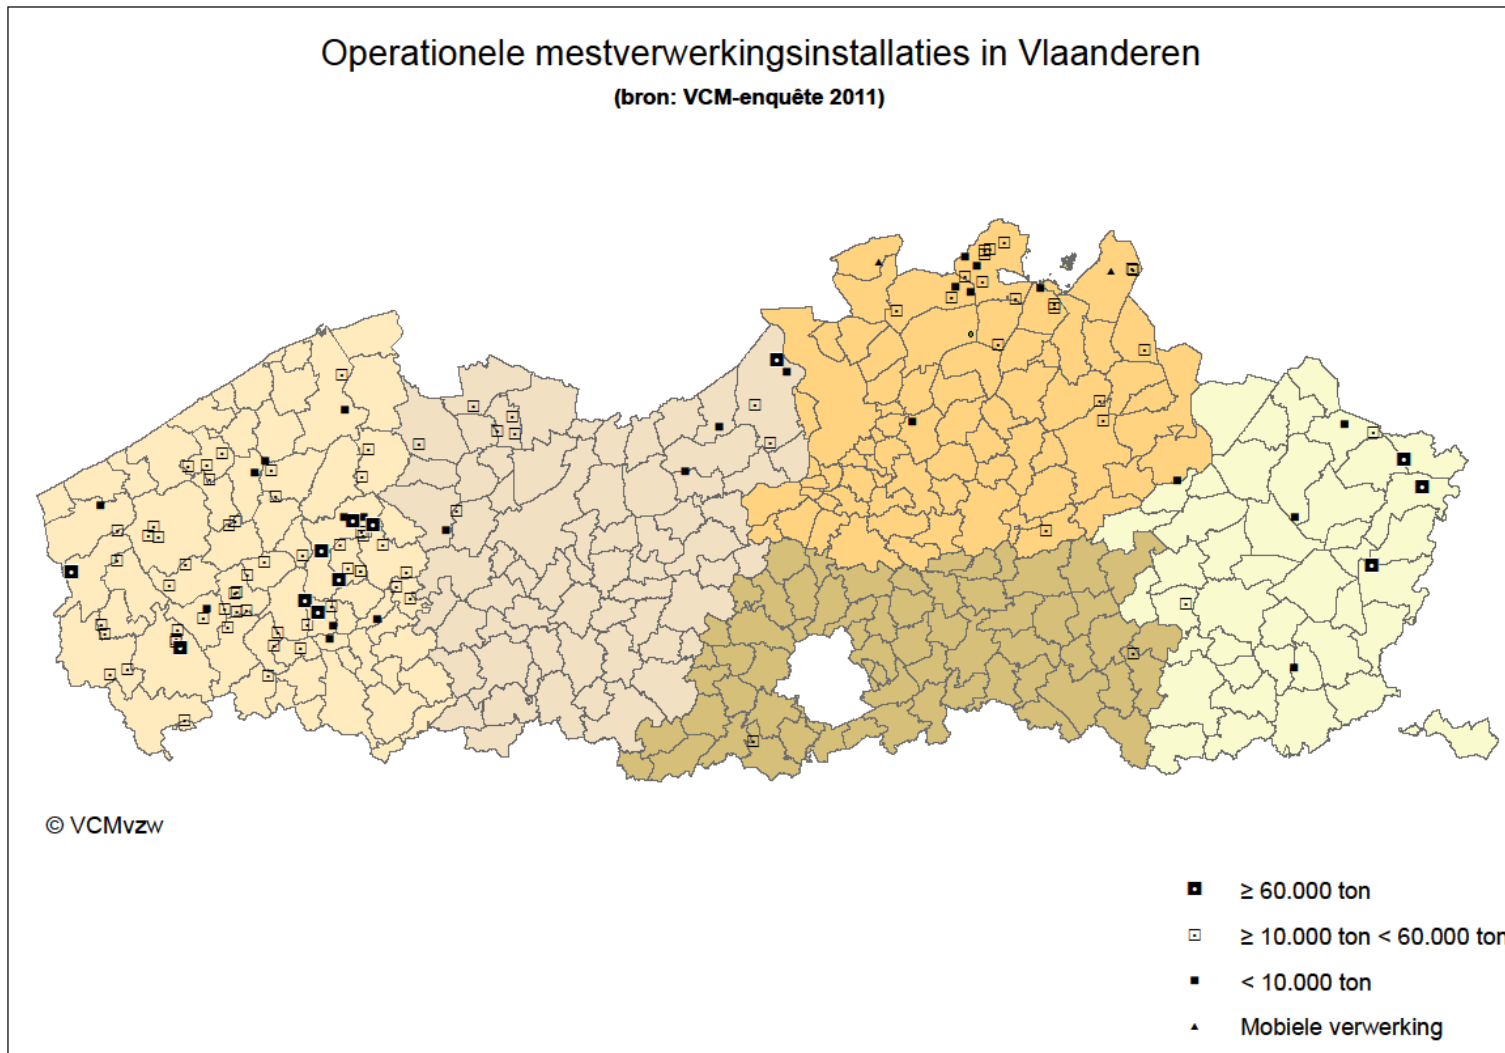 Operationele mestverwerkingsinstallaties in Vlaanderen
(bron: VCM-enquête 2011)
© VCMvzw
≥ 60.000 ton
≥ 10.000 ton < 60.000 ton
< 10.000 ton
Mobiele verwerking